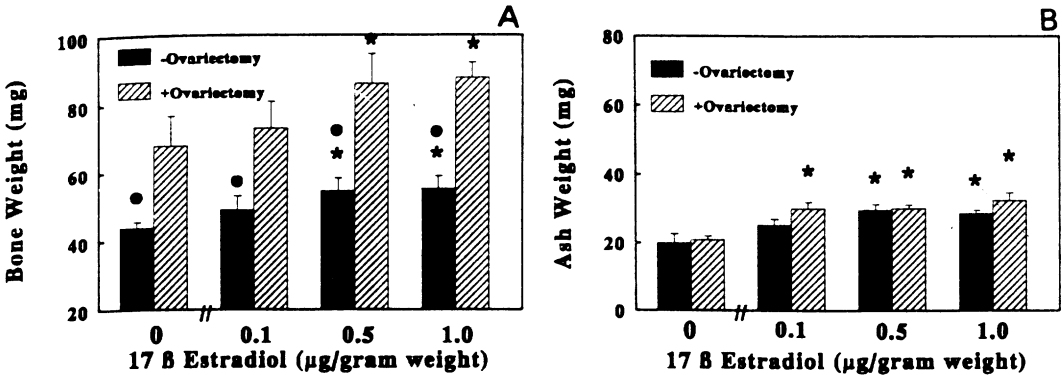 A
100
80
60
40
20
Bone Weight (mg)
-Ovariectomy
+Ovariectomy
●
●
● *
*
● *
*
0 // 0.1 0.5 1.0
17 ß Estradiol (µg/gram weight)
B
80
60
40
20
0
Ash Weight (mg)
-Ovariectomy
+Ovariectomy
*
* *
* *
0 // 0.1 0.5 1.0
17 ß Estradiol (µg/gram weight)